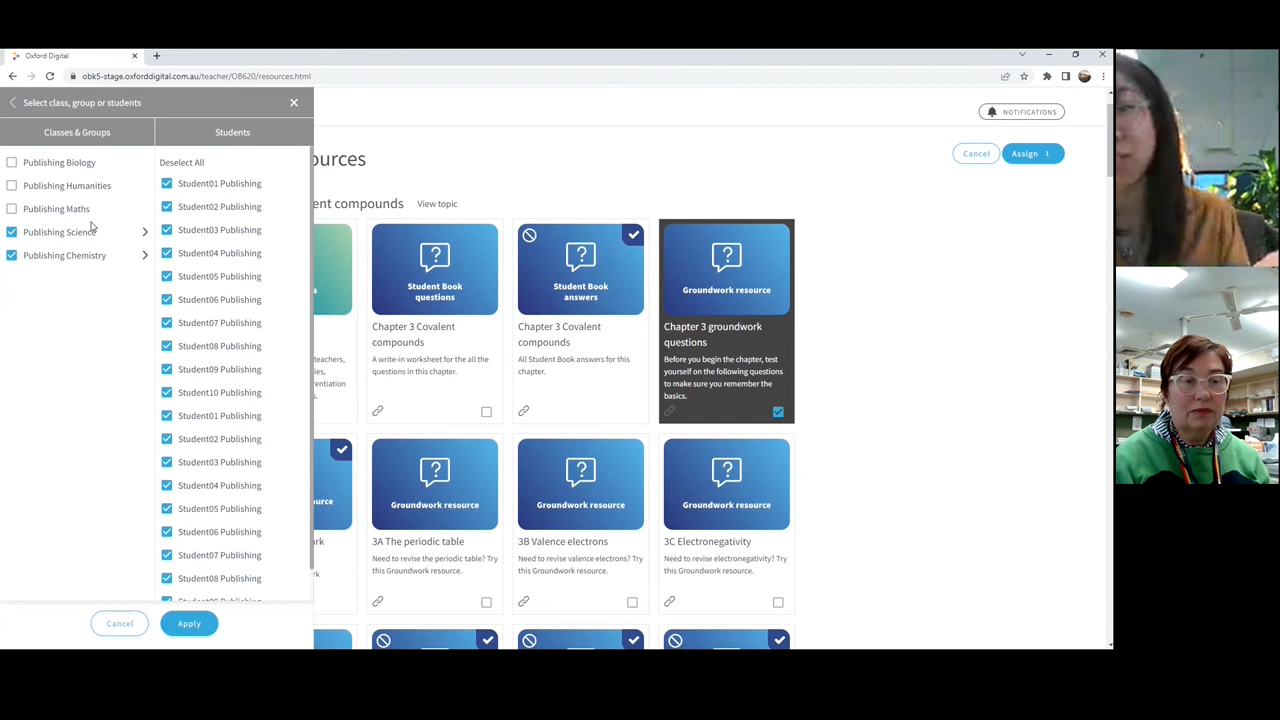 Oxford Digital
obk5-stage.oxforddigital.com.au/teacher/OB620/resources.html
Select class, group or students
Classes & Groups
Students
Publishing Biology
Publishing Humanities
Publishing Maths
Publishing Science
Publishing Chemistry
Deselect All
Student01 Publishing
Student02 Publishing
Student03 Publishing
Student04 Publishing
Student05 Publishing
Student06 Publishing
Student07 Publishing
Student08 Publishing
Student09 Publishing
Student10 Publishing
Student01 Publishing
Student02 Publishing
Student03 Publishing
Student04 Publishing
Student05 Publishing
Student06 Publishing
Student07 Publishing
Student08 Publishing
Cancel
Apply
NOTIFICATIONS
Cancel
Assign 1
ources
ent compounds
View topic
teachers,
ies,
erentiation
Student Book
questions
Chapter 3 Covalent
compounds
A write-in worksheet for the all the
questions in this chapter.
Student Book
answers
Chapter 3 Covalent
compounds
All Student Book answers for this
chapter.
Groundwork resource
Chapter 3 groundwork
questions
Before you begin the chapter, test
yourself on the following questions
to make sure you remember the
basics.
urce
rk
rk
Groundwork resource
3A The periodic table
Need to revise the periodic table? Try
this Groundwork resource.
Groundwork resource
3B Valence electrons
Need to revise valence electrons? Try
this Groundwork resource.
Groundwork resource
3C Electronegativity
Need to revise electronegativity? Try
this Groundwork resource.